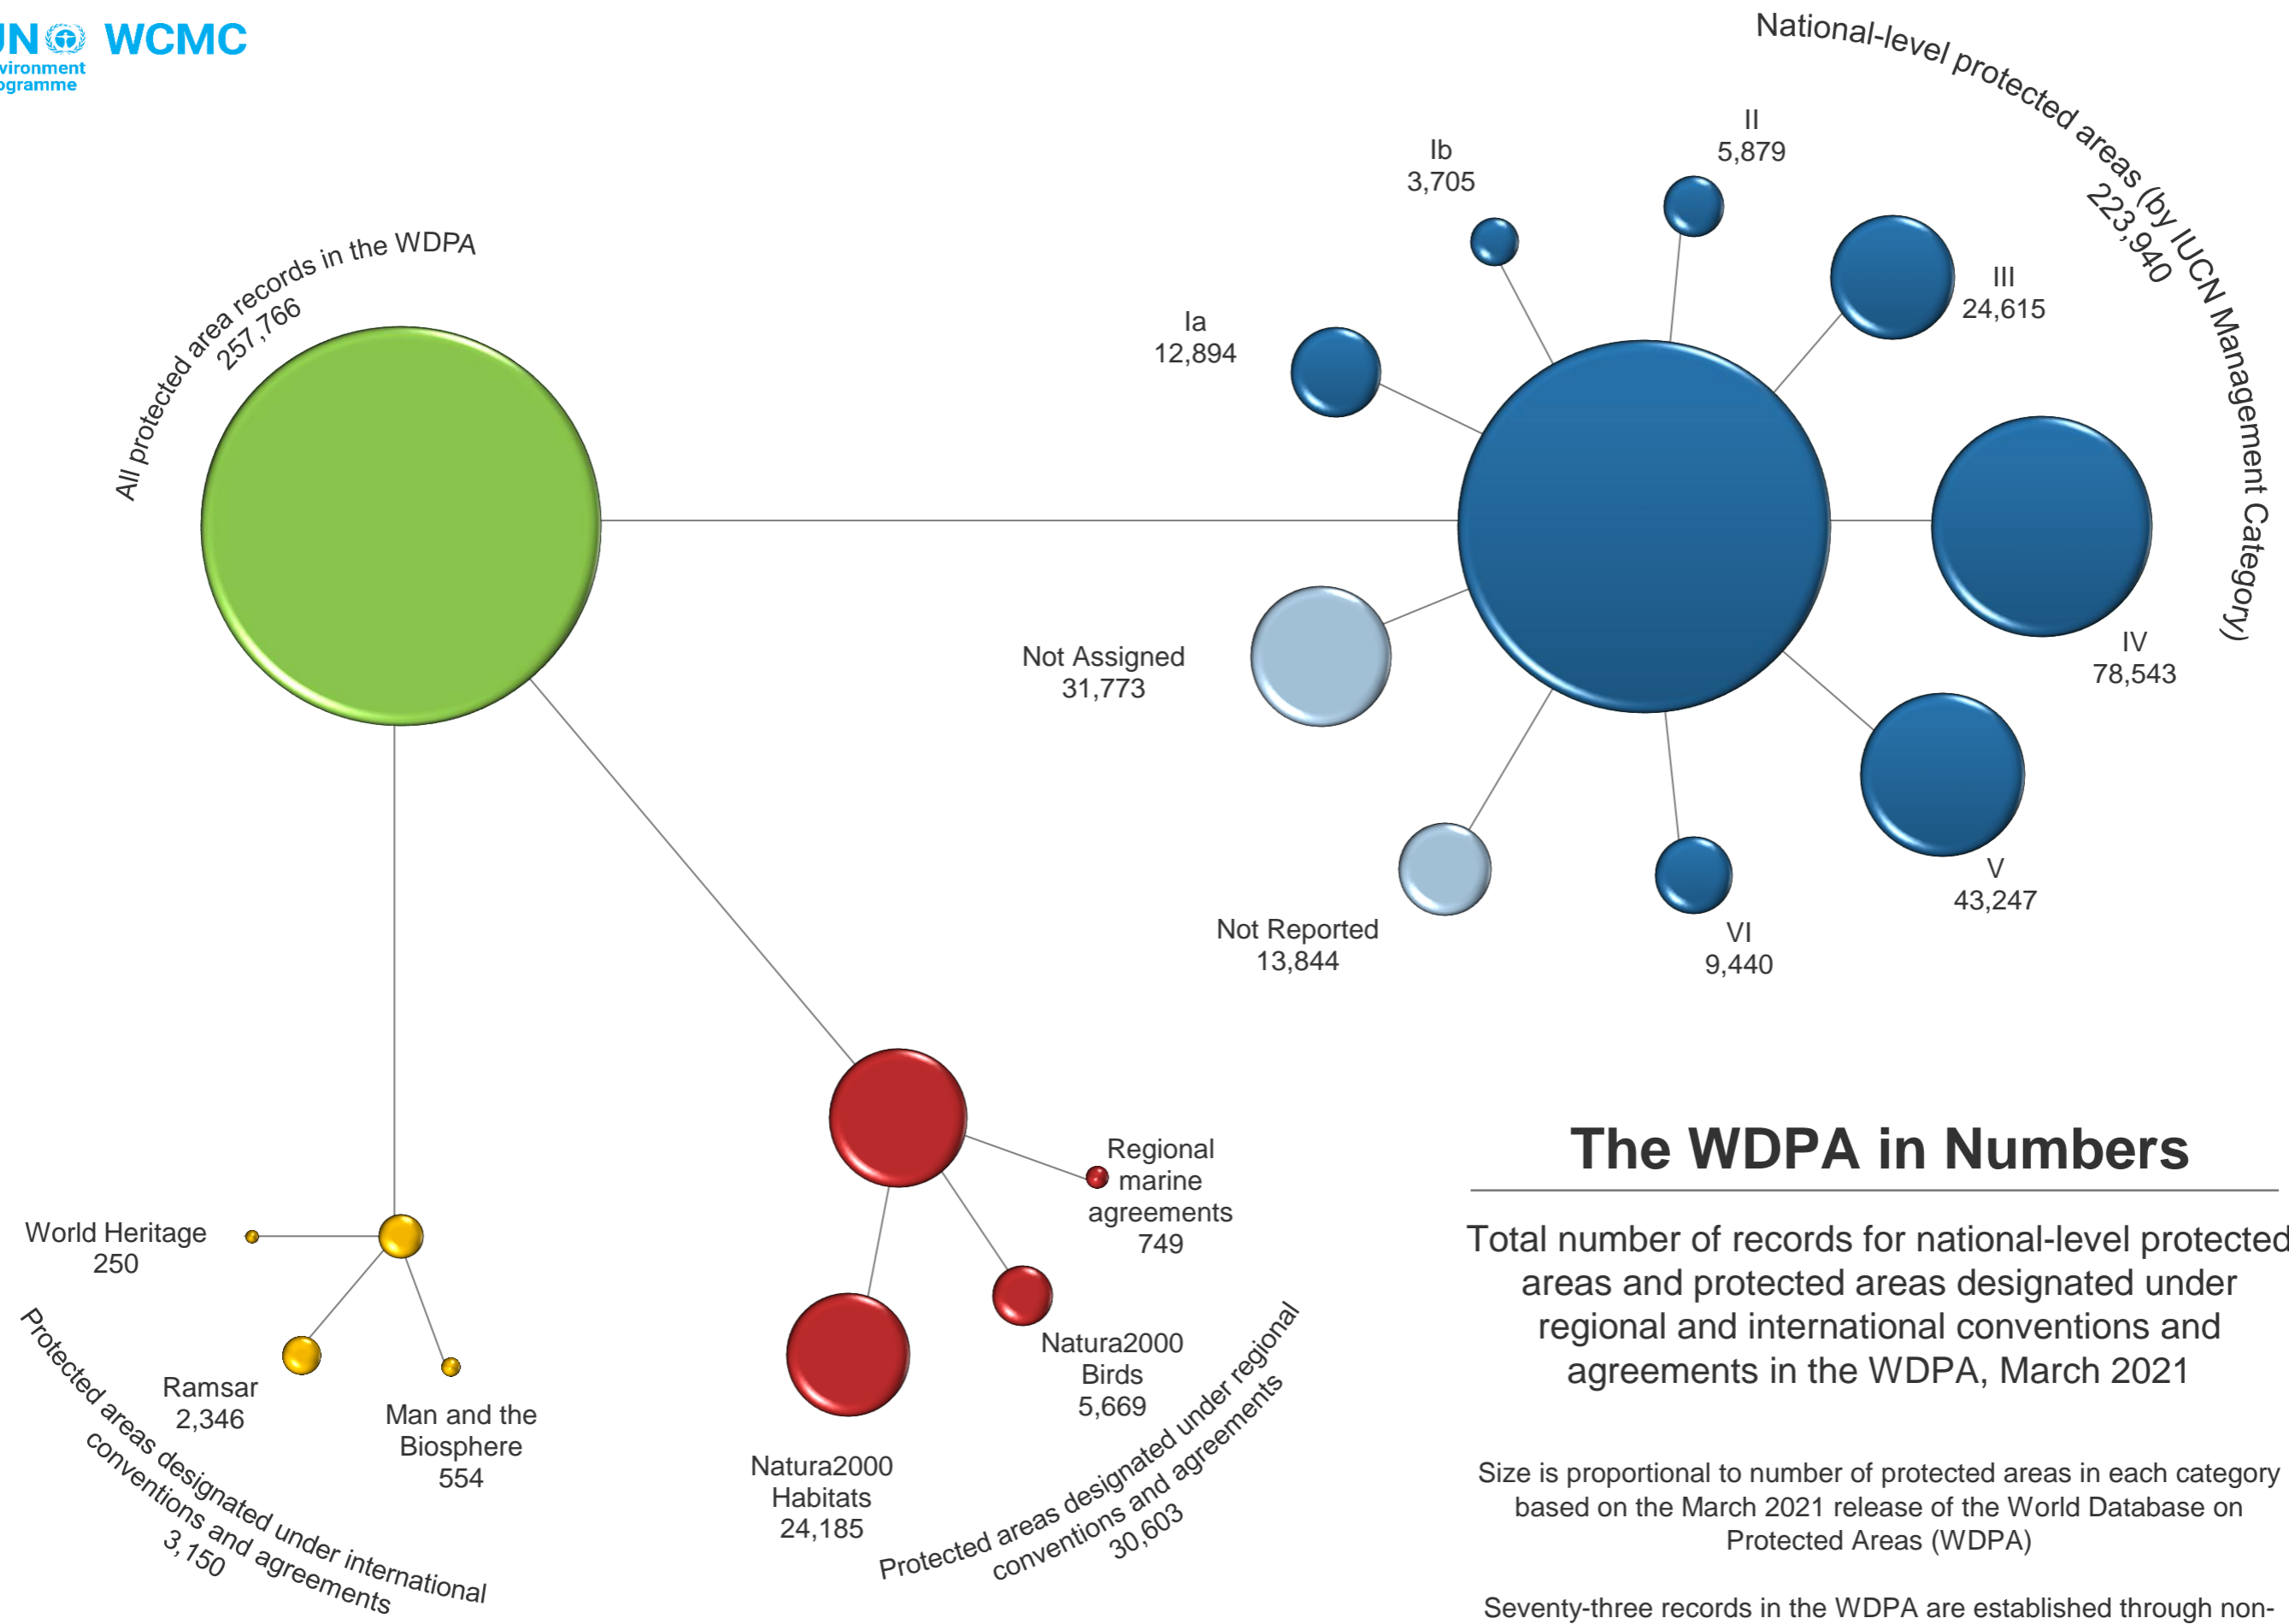 UN WCMC
All protected area records in the WDPA
257,766
National-level protected areas (by IUCN Management Category)
223,940
Ia
12,894
Ib
3,705
II
5,879
III
24,615
IV
78,543
V
43,247
VI
9,440
Not Reported
13,844
Not Assigned
31,773
World Heritage
250
Ramsar
2,346
Man and the
Biosphere
554
Protected areas designated under international
conventions and agreements
3,150
Regional
marine
agreements
749
Natura2000
Birds
5,669
Natura2000
Habitats
24,185
Protected areas designated under regional
conventions and agreements
30,603
The WDPA in Numbers
Total number of records for national-level protected
areas and protected areas designated under
regional and international conventions and
agreements in the WDPA, March 2021
Size is proportional to number of protected areas in each category
based on the March 2021 release of the World Database on
Protected Areas (WDPA)
Seventy-three records in the WDPA are established through non-